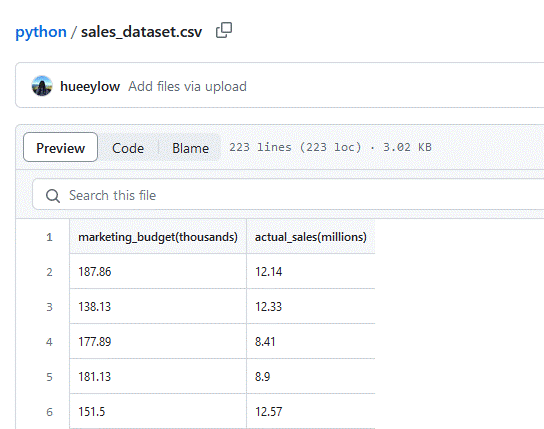 python / sales_dataset.csv
hueeylow Add files via upload
Preview Code Blame 223 lines (223 loc) · 3.02 KB
Search this file
1 marketing_budget(thousands) actual_sales(millions)
2 187.86 12.14
3 138.13 12.33
4 177.89 8.41
5 181.13 8.9
6 151.5 12.57